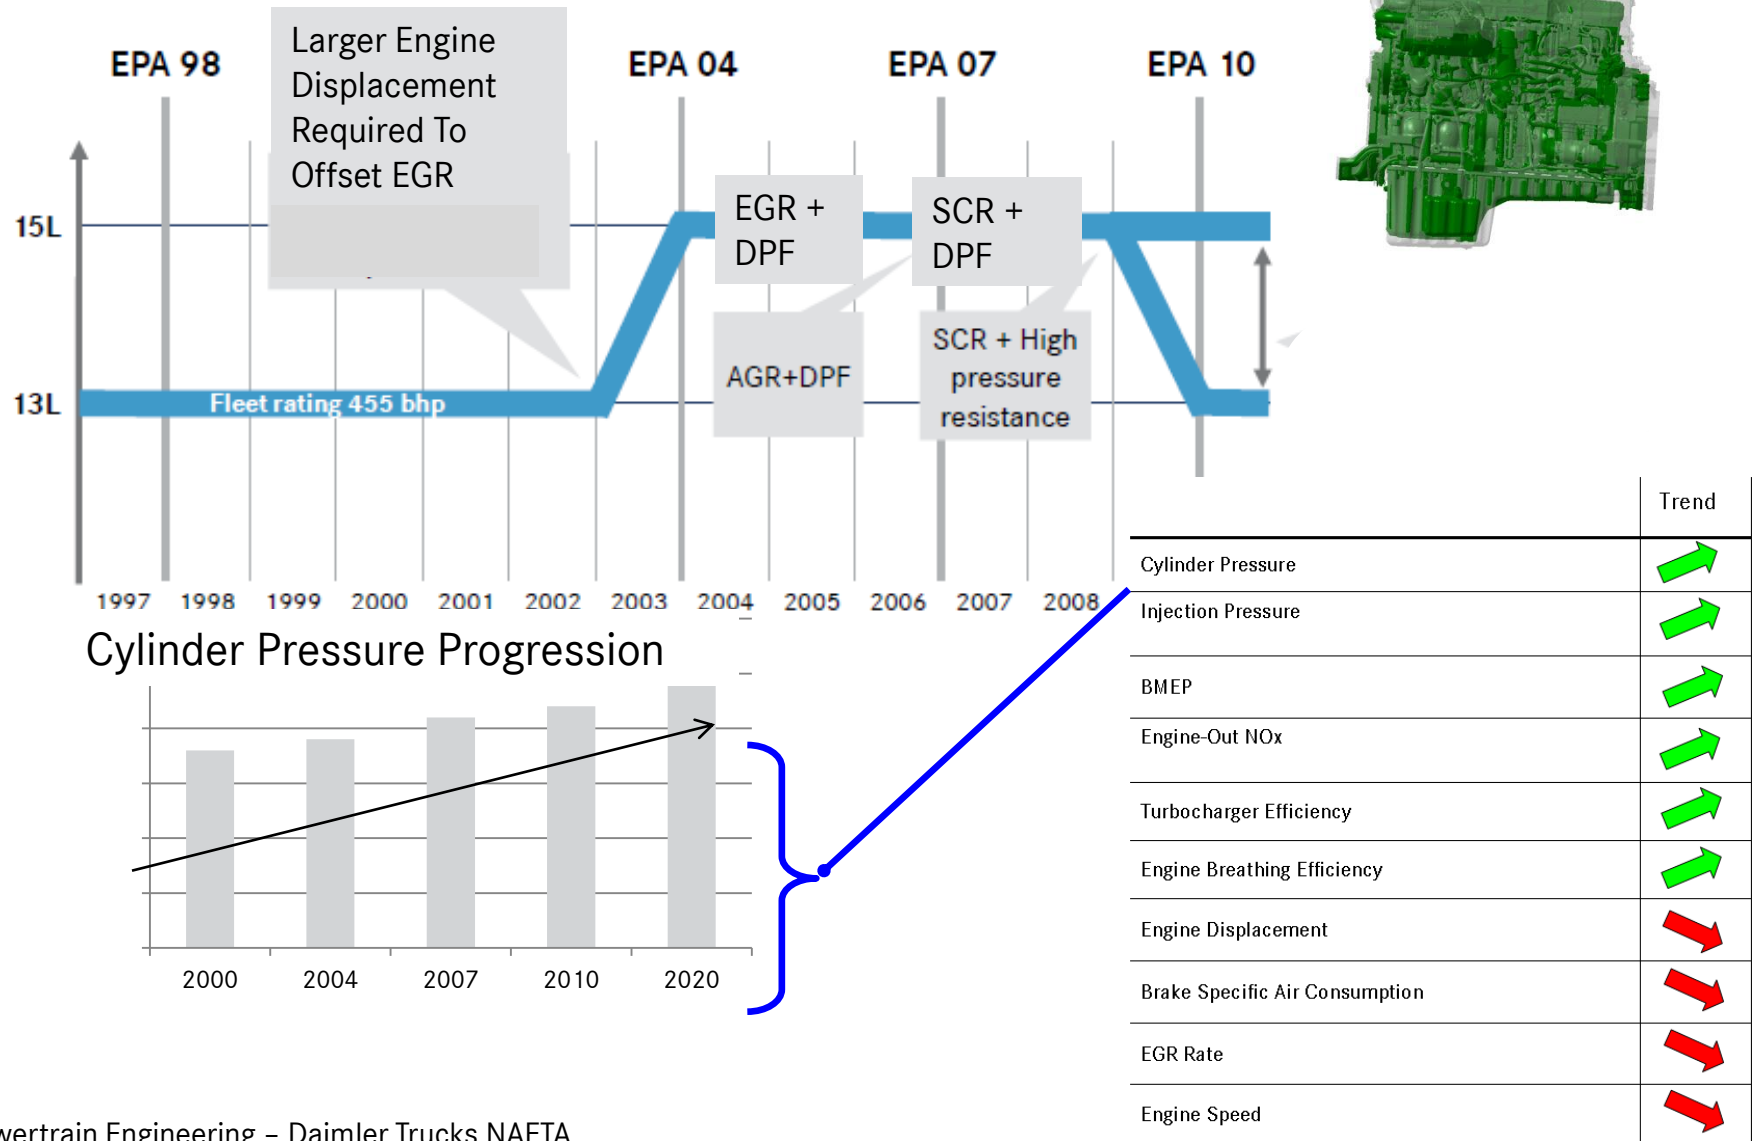 EPA 98
Larger Engine
Displacement
Required To
Offset EGR
EPA 04
EPA 07
EPA 10
15L
EGR +
DPF
SCR +
DPF
AGR+DPF
SCR + High
pressure
resistance
13L
Fleet rating 455 bhp
1997 1998 1999 2000 2001 2002 2003 2004 2005 2006 2007 2008
Cylinder Pressure Progression
2000 2004 2007 2010 2020
Trend
Cylinder Pressure
Injection Pressure
BMEP
Engine-Out NOx
Turbocharger Efficiency
Engine Breathing Efficiency
Engine Displacement
Brake Specific Air Consumption
EGR Rate
Engine Speed
wertrain Engineering – Daimler Trucks NAFTA